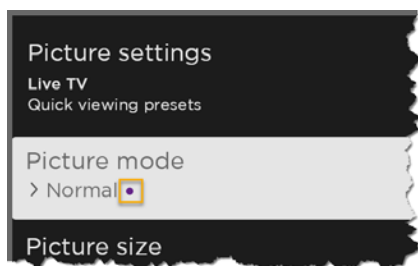 Picture settings
Live TV
Quick viewing presets
Picture mode
> Normal •
Picture size